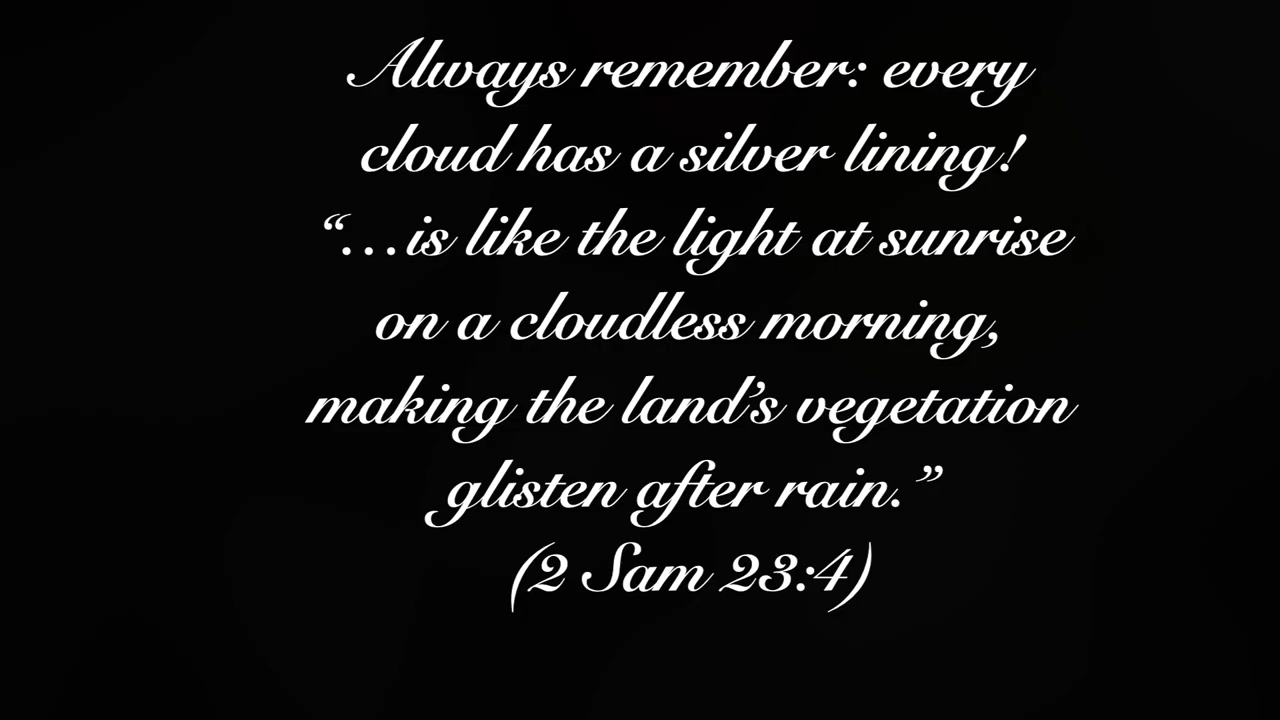 Always remember: every
cloud has a silver lining!
“…is like the light at sunrise
on a cloudless morning,
making the land’s vegetation
glisten after rain.”
(2 Sam 23:4)